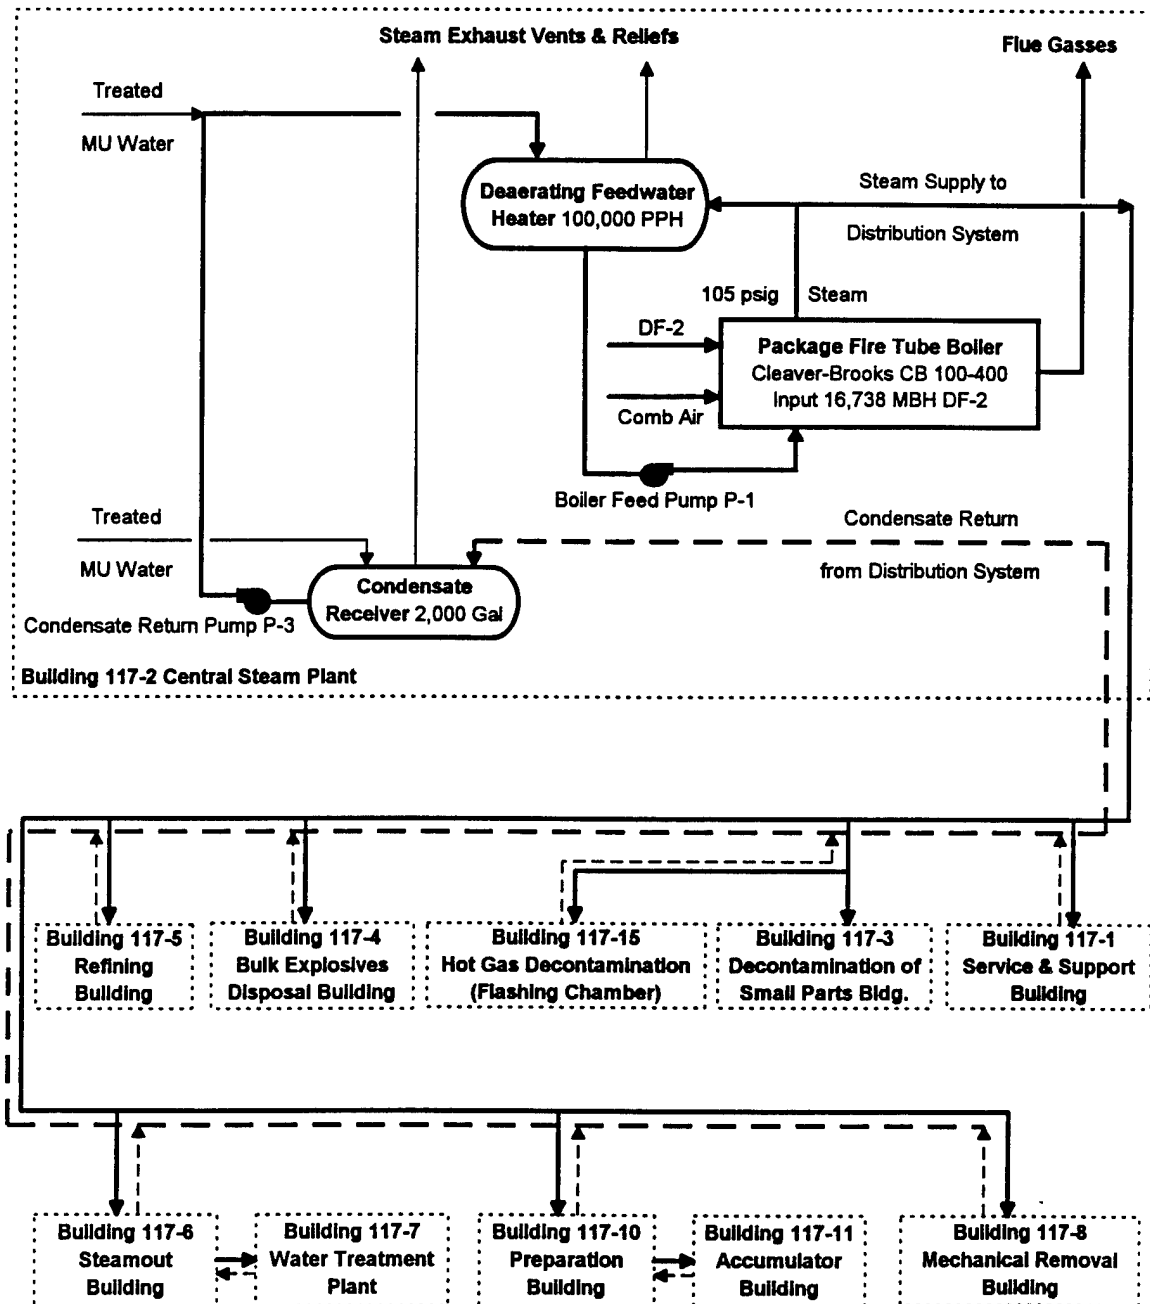 Steam Exhaust Vents & Reliefs
Flue Gasses
Treated
MU Water
Deaerating Feedwater
Heater 100,000 PPH
Steam Supply to
Distribution System
105 psig Steam
DF-2
Package Fire Tube Boiler
Cleaver-Brooks CB 100-400
Input 16,738 MBH DF-2
Comb Air
Boiler Feed Pump P-1
Treated
MU Water
Condensate Return
from Distribution System
Condensate
Receiver 2,000 Gal
Condensate Return Pump P-3
Building 117-2 Central Steam Plant
Building 117-5
Refining
Building
Building 117-4
Bulk Explosives
Disposal Building
Building 117-15
Hot Gas Decontamination
(Flashing Chamber)
Building 117-3
Decontamination of
Small Parts Bldg.
Building 117-1
Service & Support
Building
Building 117-6
Steamout
Building
Building 117-7
Water Treatment
Plant
Building 117-10
Preparation
Building
Building 117-11
Accumulator
Building
Building 117-8
Mechanical Removal
Building